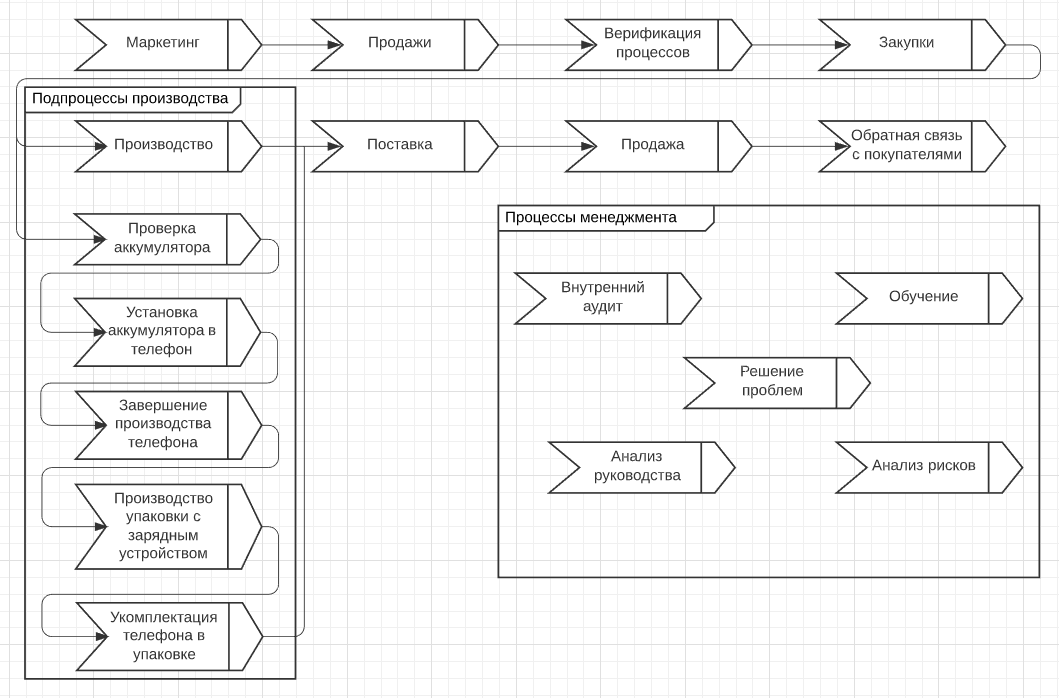 Маркетинг
Продажи
Верификация
процессов
Закупки
Подпроцессы производства
Производство
Поставка
Продажа
Обратная связь
с покупателями
Проверка
аккумулятора
Установка
аккумулятора в
телефон
Завершение
производства
телефона
Производство
упаковки с
зарядным
устройством
Укомплектация
телефона в
упаковке
Процессы менеджмента
Внутренний
аудит
Обучение
Решение
проблем
Анализ
руководства
Анализ рисков